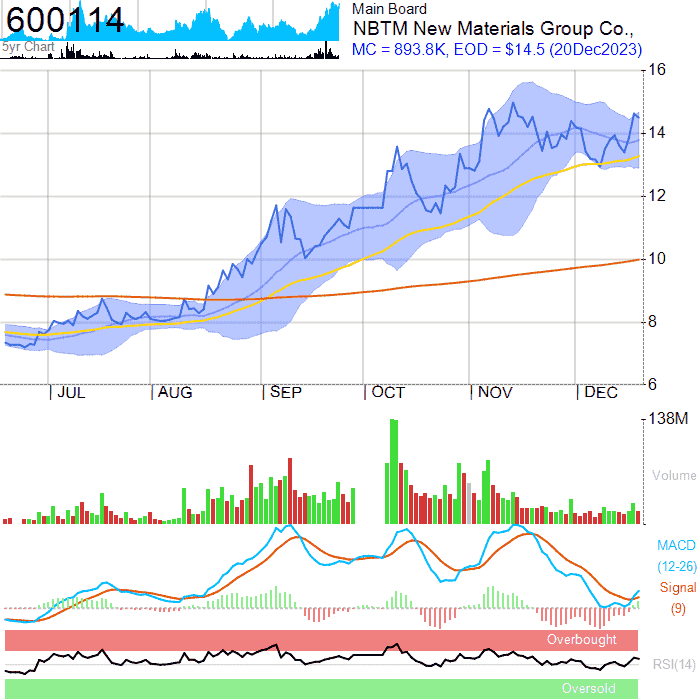 600114
5yr Chart
Main Board
NBTM New Materials Group Co.,
MC = 893.8K, EOD = $14.5 (20Dec2023)
16
14
12
10
8
6
JUL AUG SEP OCT NOV DEC
138M
Volume
MACD
(12-26)
Signal
(9)
Overbought
RSI(14)
Oversold